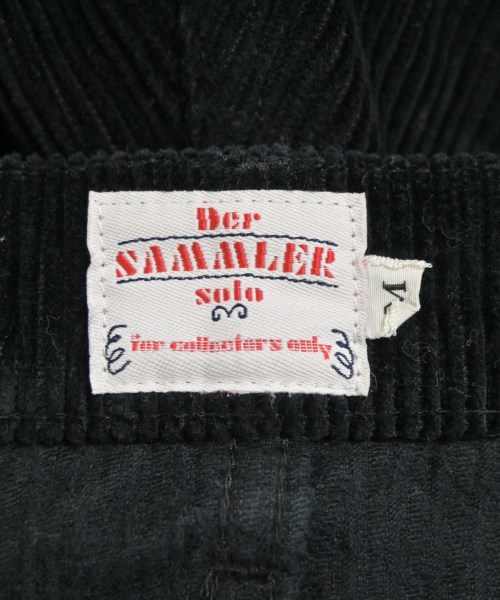 Der
SAMMLER
solo
for collectors only